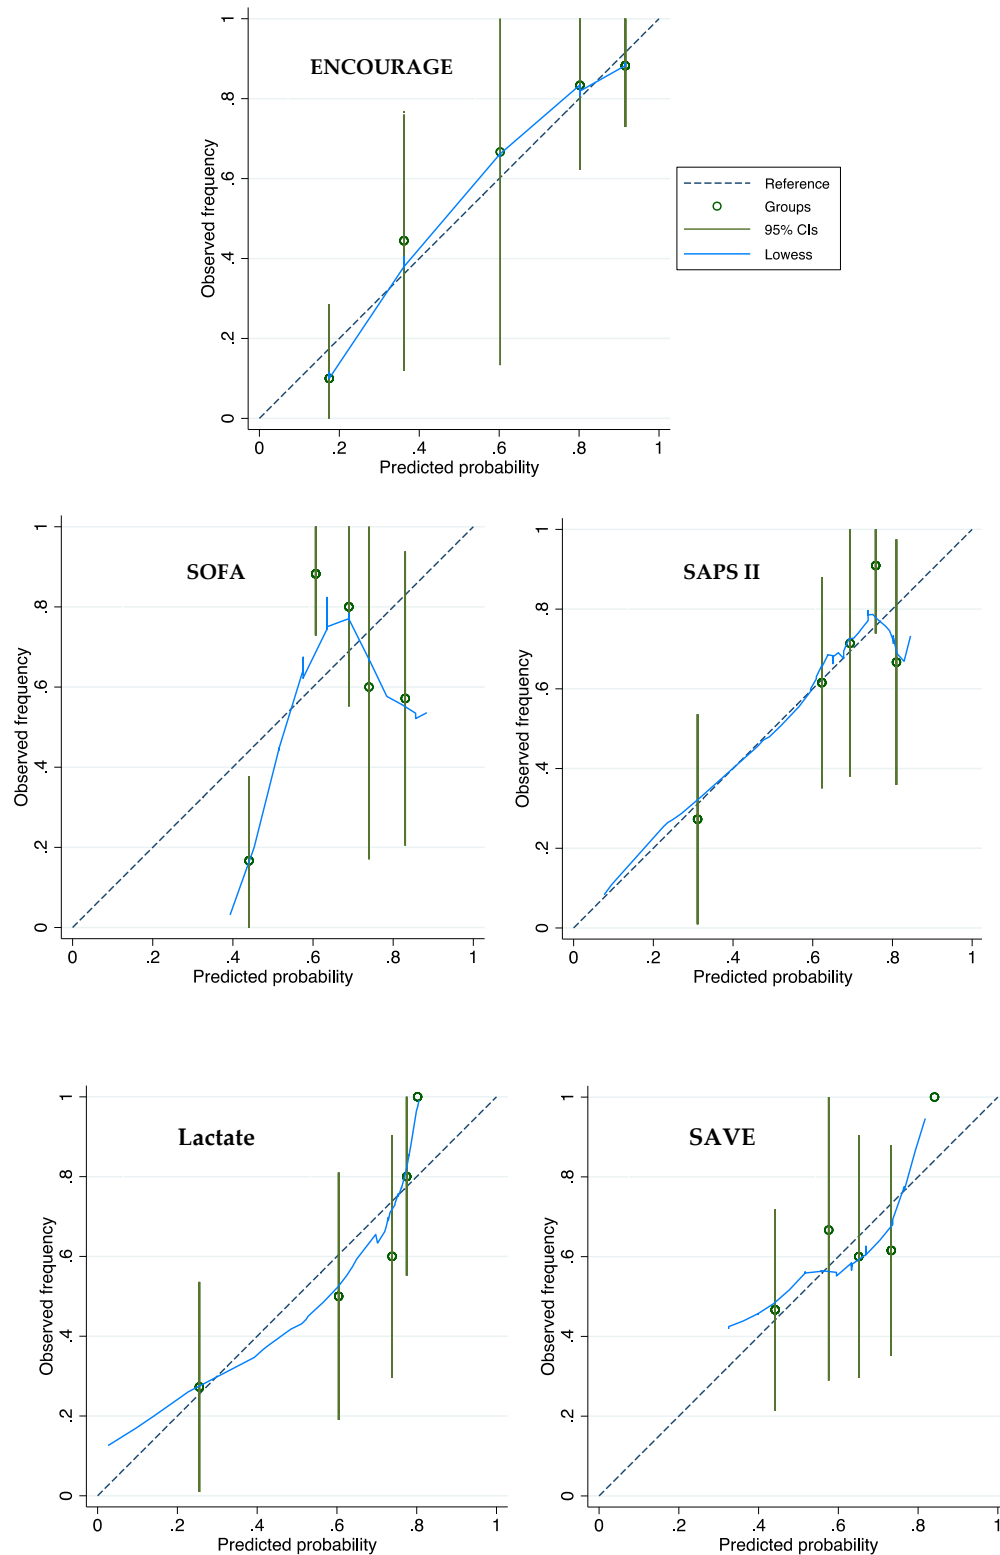 ENCOURAGE
Observed frequency
1
.8
.6
.4
.2
0
0 .2 .4 .6 .8 1
Predicted probability
Reference
Groups
95% CIs
Lowess
SOFA
Observed frequency
1
.8
.6
.4
.2
0
0 .2 .4 .6 .8 1
Predicted probability
SAPS II
Observed frequency
1
.8
.6
.4
.2
0
0 .2 .4 .6 .8 1
Predicted probability
Lactate
Observed frequency
1
.8
.6
.4
.2
0
0 .2 .4 .6 .8 1
Predicted probability
SAVE
Observed frequency
1
.8
.6
.4
.2
0
0 .2 .4 .6 .8 1
Predicted probability